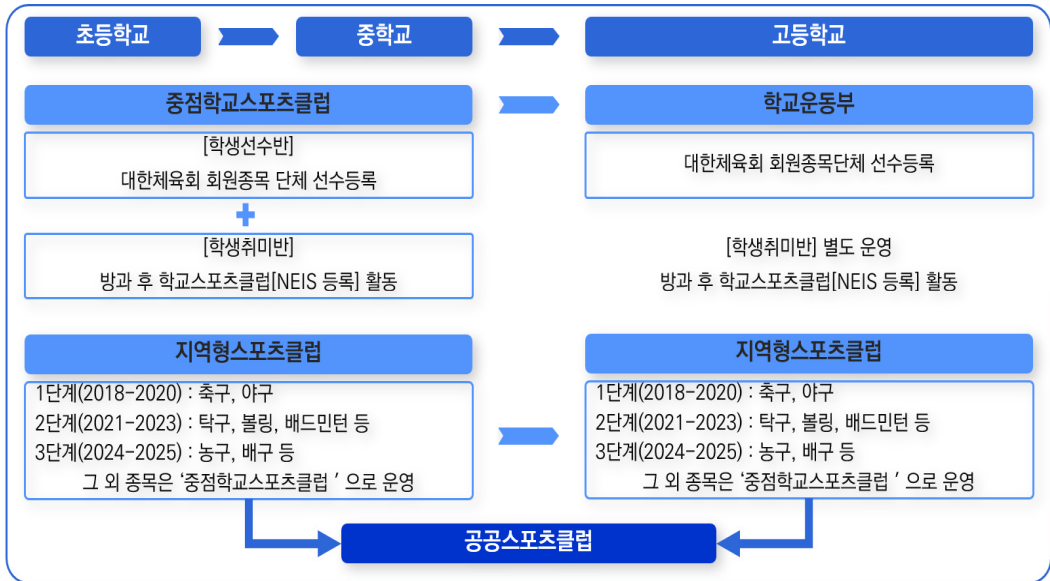 초등학교
중학교
고등학교
중점학교스포츠클럽
학교운동부
[학생선수반]
대한체육회 회원종목 단체 선수등록
대한체육회 회원종목단체 선수등록
[학생취미반]
방과 후 학교스포츠클럽[NEIS 등록] 활동
[학생취미반] 별도 운영
방과 후 학교스포츠클럽[NEIS 등록] 활동
지역형스포츠클럽
1단계(2018-2020) : 축구, 야구
2단계(2021-2023) : 탁구, 볼링, 배드민턴 등
3단계(2024-2025) : 농구, 배구 등
그 외 종목은 ‘중점학교스포츠클럽 ′ 으로 운영
지역형스포츠클럽
1단계(2018-2020) : 축구, 야구
2단계(2021-2023) : 탁구, 볼링, 배드민턴 등
3단계(2024-2025) : 농구, 배구 등
그 외 종목은 ‘중점학교스포츠클럽 ′ 으로 운영
공공스포츠클럽